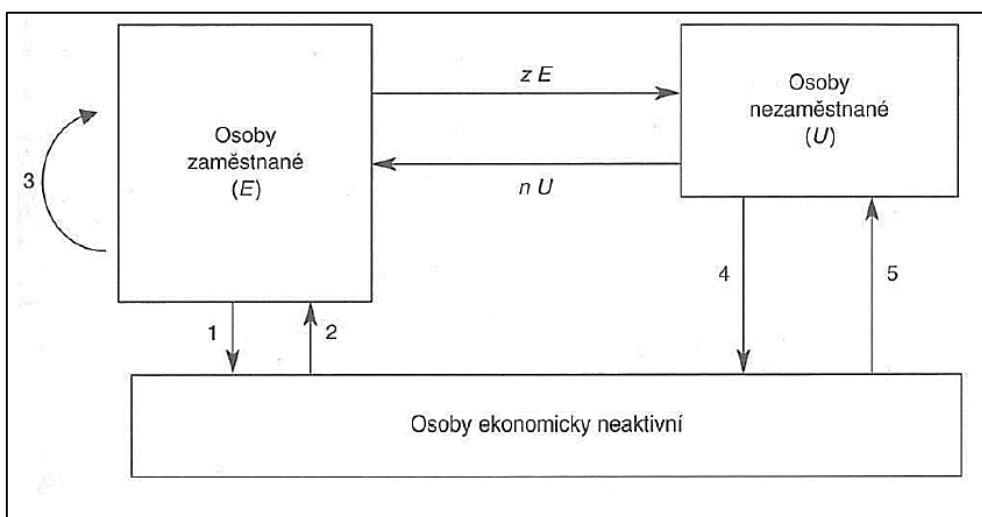 z E
Osoby
nezaměstnané
(U)
Osoby
zaměstnané
(E)
n U
3
4
5
1
2
Osoby ekonomicky neaktivní